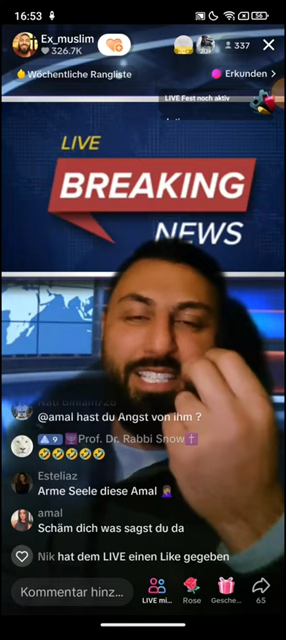 16:53
56
Ex_muslim
326.7K
337
Wöchentliche Rangliste
Erkunden >
LIVE Fest noch aktiv
LIVE
BREAKING
NEWS
@amal hast du Angst von ihm ?
9 Prof. Dr. Rabbi Snow✝️
🤣🤣🤣🤣🤣
Esteliaz
Arme Seele diese Amal 🤦🏽‍♀️
amal
Schäm dich was sagst du da
Nik hat dem LIVE einen Like gegeben
Kommentar hinz...
LIVE mi...
Rose
Gesche...
65